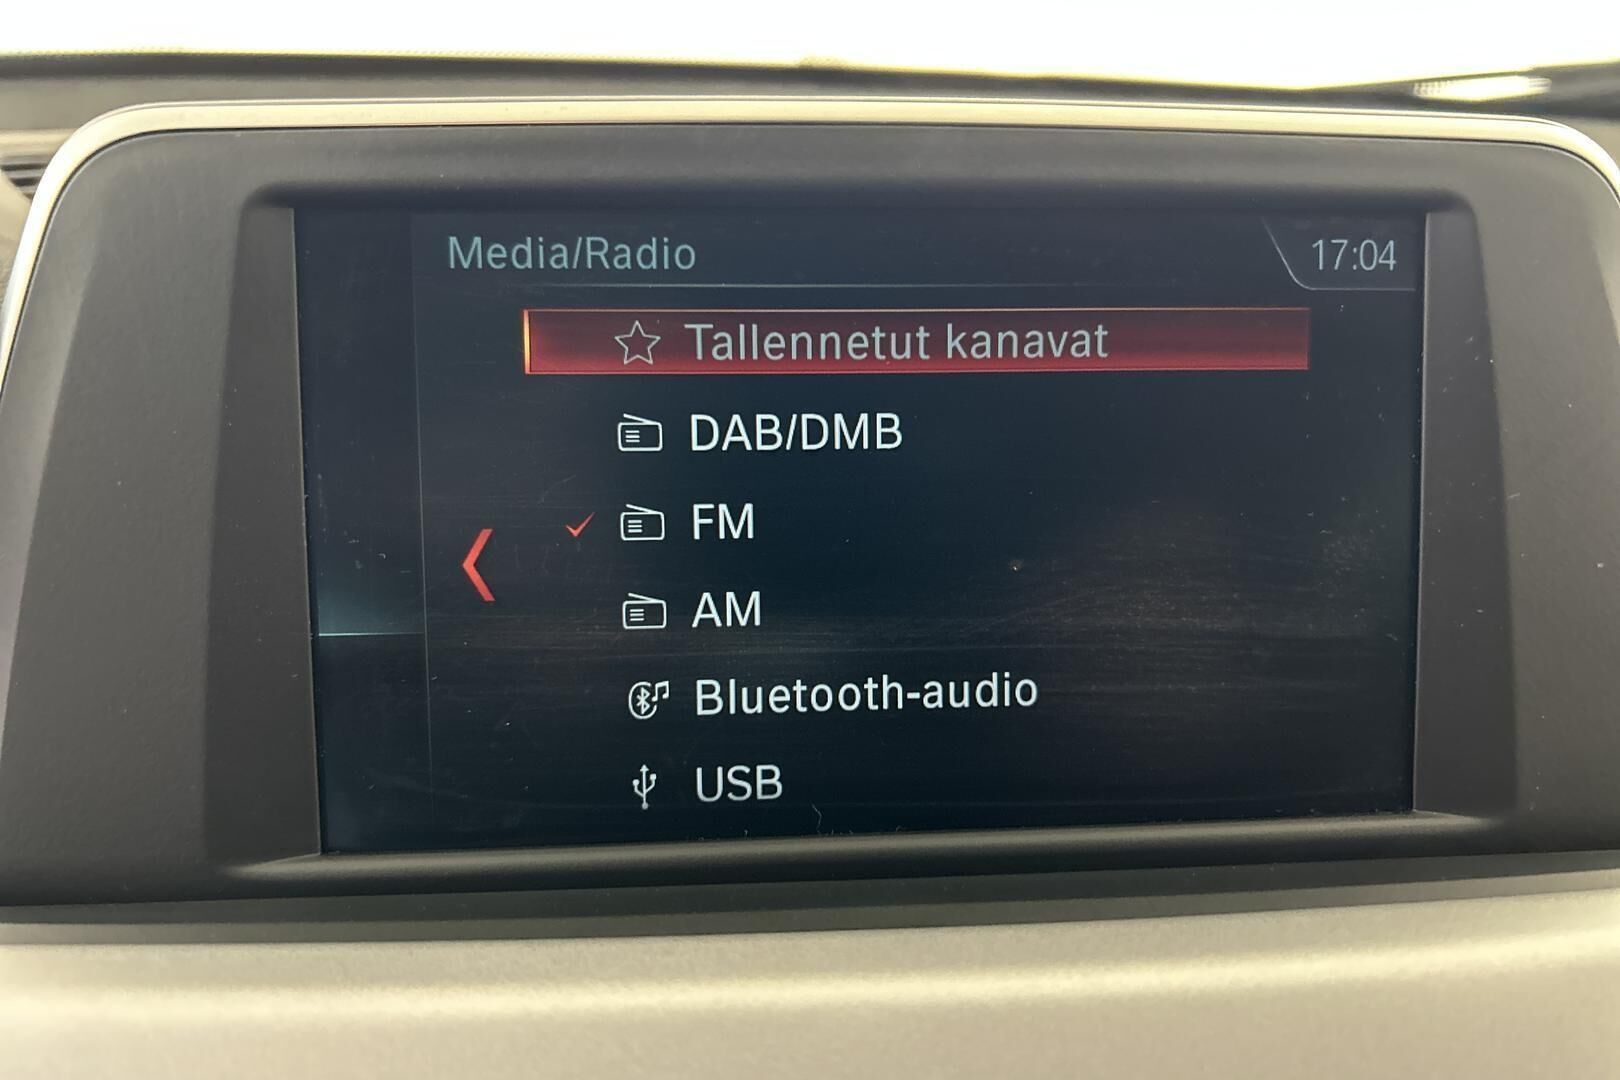 Media/Radio
17:04
Tallennetut kanavat
DAB/DMB
FM
AM
Bluetooth-audio
USB